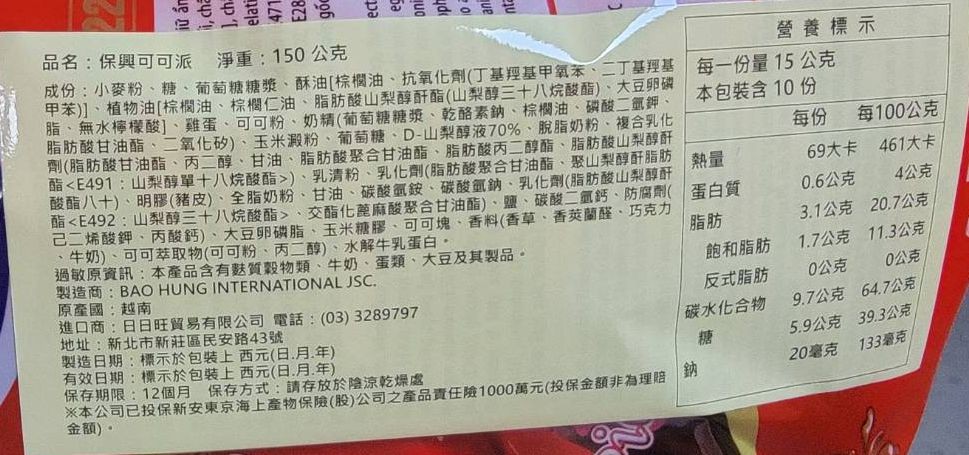 品名：保興可可派 淨重：150 公克
成份：小麥粉、糖、葡萄糖糖漿、酥油[棕櫚油、抗氧化劑(丁基羥基甲氧苯、二丁基羥基
甲苯)]、植物油[棕櫚油、棕櫚仁油、脂肪酸山梨醇酐酯(山梨醇三十八烷酸酯)、大豆卵磷
脂、無水檸檬酸]、雞蛋、可可粉、奶精(葡萄糖糖漿、乾酪素鈉、棕櫚油、磷酸二氫鉀、
脂肪酸甘油酯、二氧化矽)、玉米澱粉、葡萄糖、D-山梨醇液70%、脫脂奶粉、複合乳化
劑(脂肪酸甘油酯、丙二醇、甘油、脂肪酸聚合甘油酯、脂肪酸丙二醇酯、脂肪酸山梨醇酐
酯<E491：山梨醇單十八烷酸酯>)、乳清粉、乳化劑(脂肪酸聚合甘油酯、聚山梨醇酐脂肪
酸酯八十)、明膠(豬皮)、全脂奶粉、甘油、碳酸氫銨、碳酸氫鈉、乳化劑(脂肪酸山梨醇酐
酯<E492：山梨醇三十八烷酸酯>、交酯化蓖麻酸聚合甘油酯)、鹽、碳酸二氫鈣、防腐劑(
己二烯酸鉀、丙酸鈣)、大豆卵磷脂、玉米糖膠、可可塊、香料(香草、香莢蘭醛、巧克力
、牛奶)、可可萃取物(可可粉、丙二醇)、水解牛乳蛋白。
過敏原資訊：本產品含有麩質穀物類、牛奶、蛋類、大豆及其製品。
製造商：BAO HUNG INTERNATIONAL JSC.
原產國：越南
進口商：日日旺貿易有限公司 電話：(03) 3289797
地址：新北市新莊區民安路43號
製造日期：標示於包裝上 西元(日.月.年)
有效日期：標示於包裝上 西元(日.月.年)
保存期限：12個月 保存方式：請存放於陰涼乾燥處
※本公司已投保新安東京海上產物保險(股)公司之產品責任險1000萬元(投保金額非為理賠
金額)。
營養標示
每一份量 15 公克
本包裝含 10 份
每份 每100公克
熱量 69大卡 461大卡
蛋白質 0.6公克 4公克
脂肪 3.1公克 20.7公克
飽和脂肪 1.7公克 11.3公克
反式脂肪 0公克 0公克
碳水化合物 9.7公克 64.7公克
糖 5.9公克 39.3公克
鈉 20毫克 133毫克